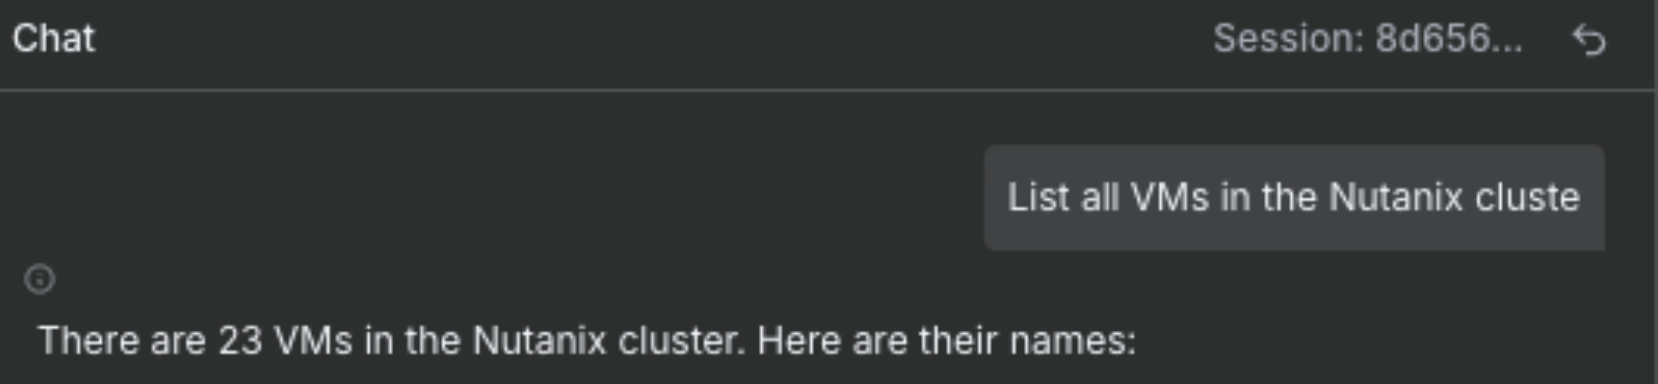 Chat
Session: 8d656...
List all VMs in the Nutanix cluste
There are 23 VMs in the Nutanix cluster. Here are their names: